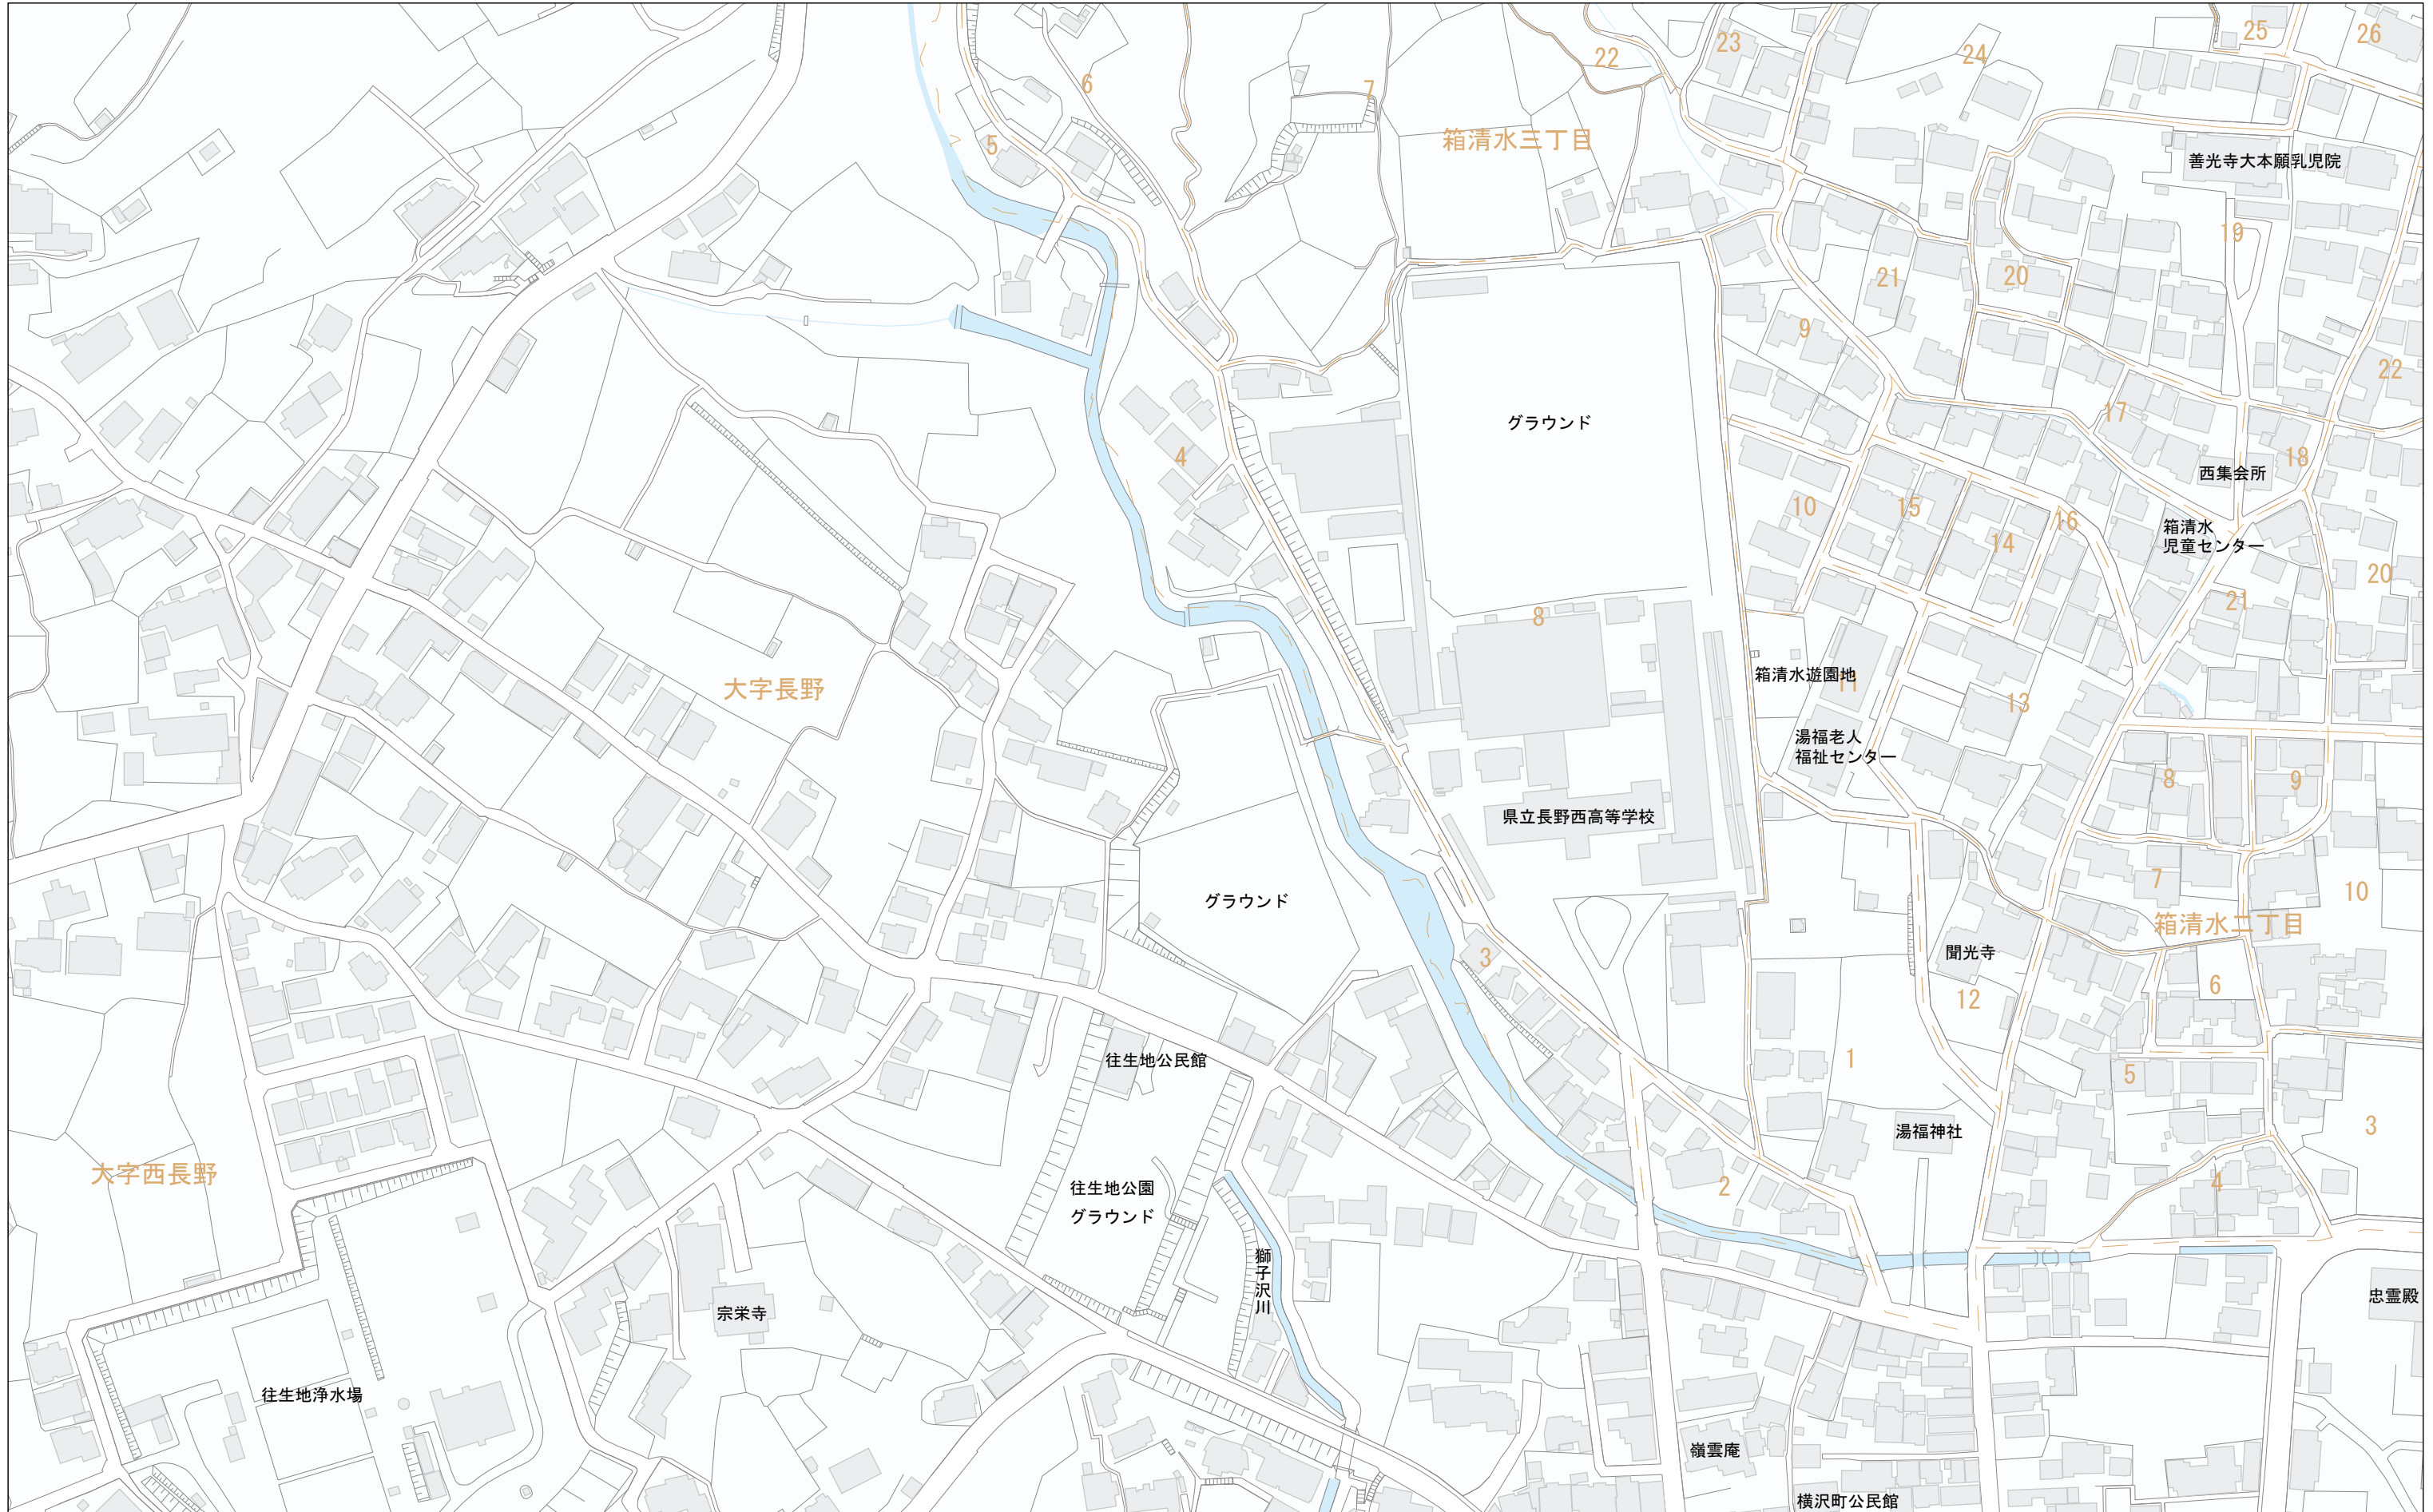 25
26
23
24
22
6
7
5
箱清水三丁目
善光寺大本願乳児院
19
21
20
9
22
17
グラウンド
4
18
西集会所
10
15
16
14
箱清水
児童センター
20
21
8
箱清水遊園地
11
大字長野
13
湯福老人
福祉センター
8
9
県立長野西高等学校
7
10
グラウンド
箱清水二丁目
聞光寺
3
6
12
往生地公民館
1
5
3
湯福神社
大字西長野
往生地公園
グラウンド
2
4
獅子沢川
忠霊殿
宗栄寺
往生地浄水場
嶺雲庵
横沢町公民館